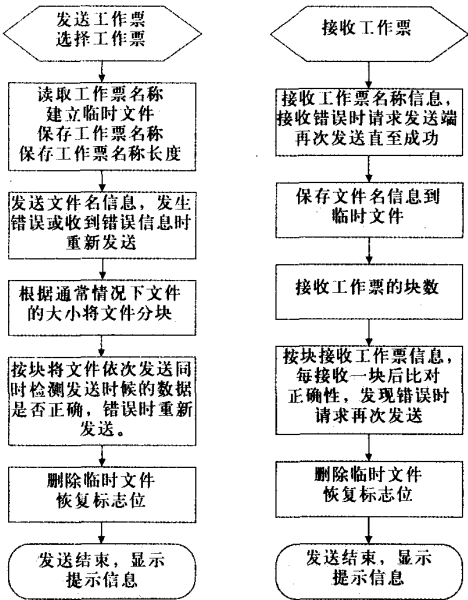 发送工作票
选择工作票
读取工作票名称
建立临时文件
保存工作票名称
保存工作票名称长度
发送文件名信息，发生
错误或收到错误信息时
重新发送
根据通常情况下文件
的大小将文件分块
按块将文件依次发送同
时检测发送时候的数据
是否正确，错误时重新
发送。
删除临时文件
恢复标志位
发送结束，显示
提示信息
接收工作票
接收工作票名称信息，
接收错误时请求发送端
再次发送直至成功
保存文件名信息到
临时文件
接收工作票的块数
按块接收工作票信息，
每接收一块后比对
正确性，发现错误时
请求再次发送
删除临时文件
恢复标志位
发送结束，显示
提示信息